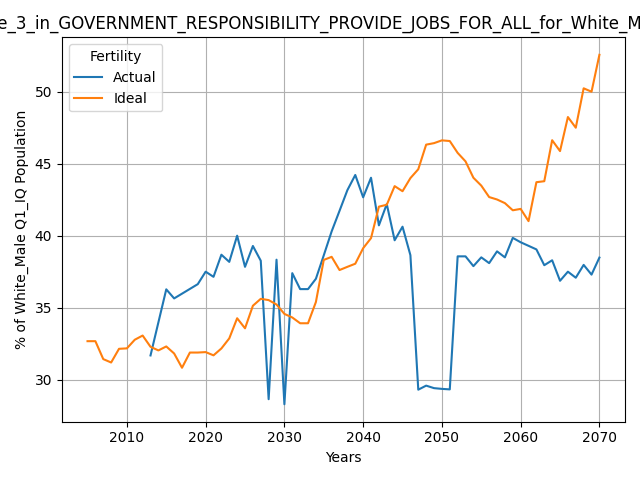 e_3_in_GOVERNMENT_RESPONSIBILITY_PROVIDE_JOBS_FOR_ALL_for_White_M
Fertility
Actual
Ideal
% of White_Male Q1_IQ Population
50
45
40
35
30
2010 2020 2030 2040 2050 2060 2070
Years